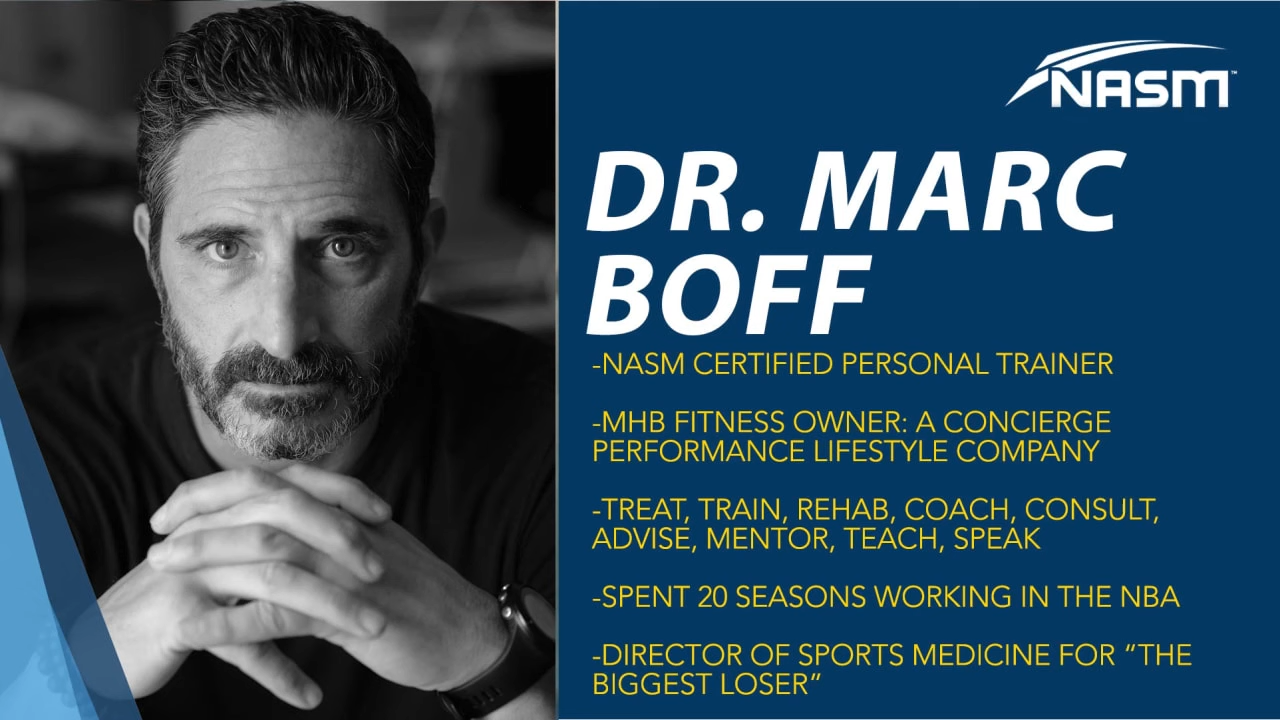 NASM™
DR. MARC
BOFF
-NASM CERTIFIED PERSONAL TRAINER
-MHB FITNESS OWNER: A CONCIERGE
PERFORMANCE LIFESTYLE COMPANY
-TREAT, TRAIN, REHAB, COACH, CONSULT,
ADVISE, MENTOR, TEACH, SPEAK
-SPENT 20 SEASONS WORKING IN THE NBA
-DIRECTOR OF SPORTS MEDICINE FOR “THE
BIGGEST LOSER”